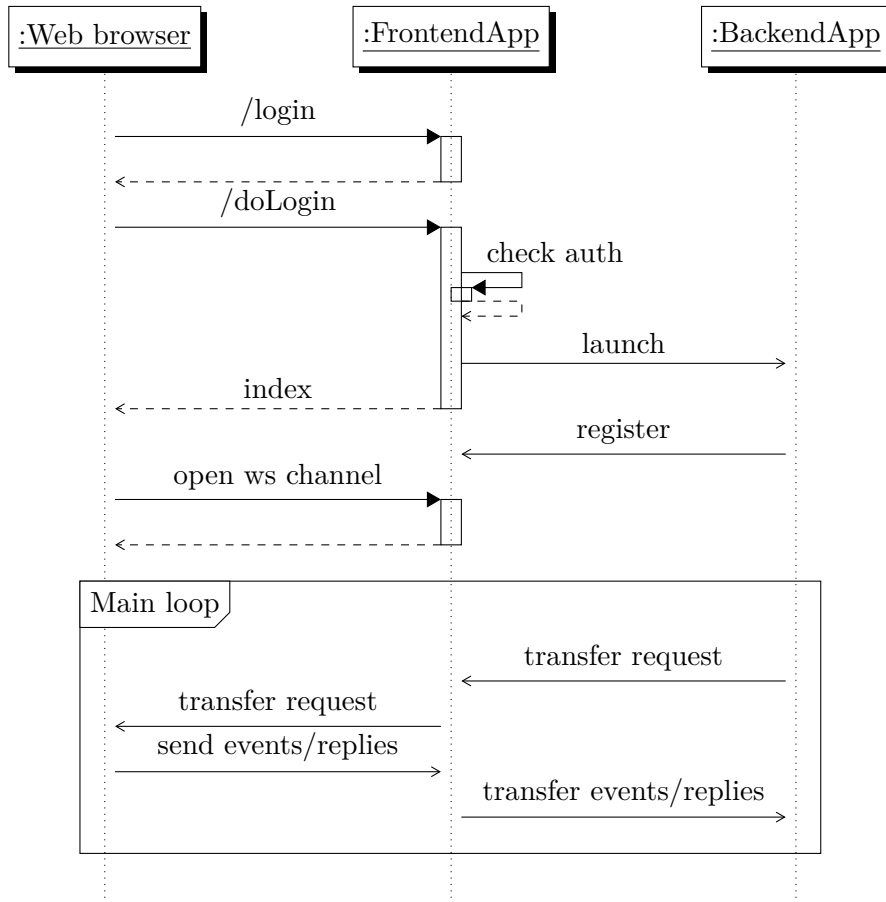 :Web browser
:FrontendApp
:BackendApp
/login
/doLogin
check auth
launch
index
register
open ws channel
Main loop
transfer request
transfer request
send events/replies
transfer events/replies